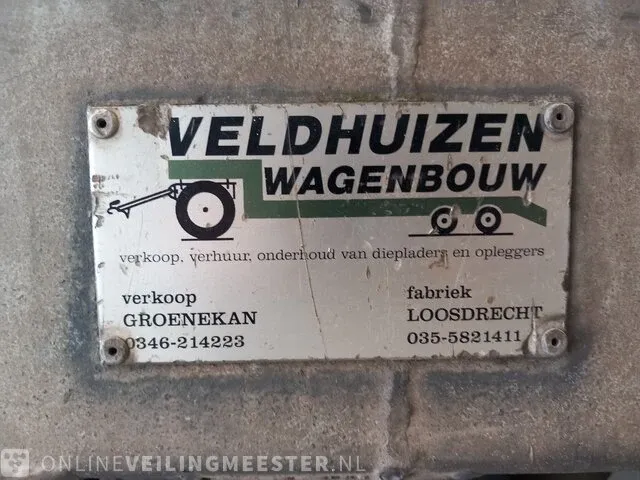 VELDHUIZEN
WAGENBOUW
verkoop, verhuur, onderhoud van diepladers en opleggers
verkoop
GROENEKAN
0346-214223
fabriek
LOOSDRECHT
035-5821411
ONLINEVEILINGMEESTER.NL